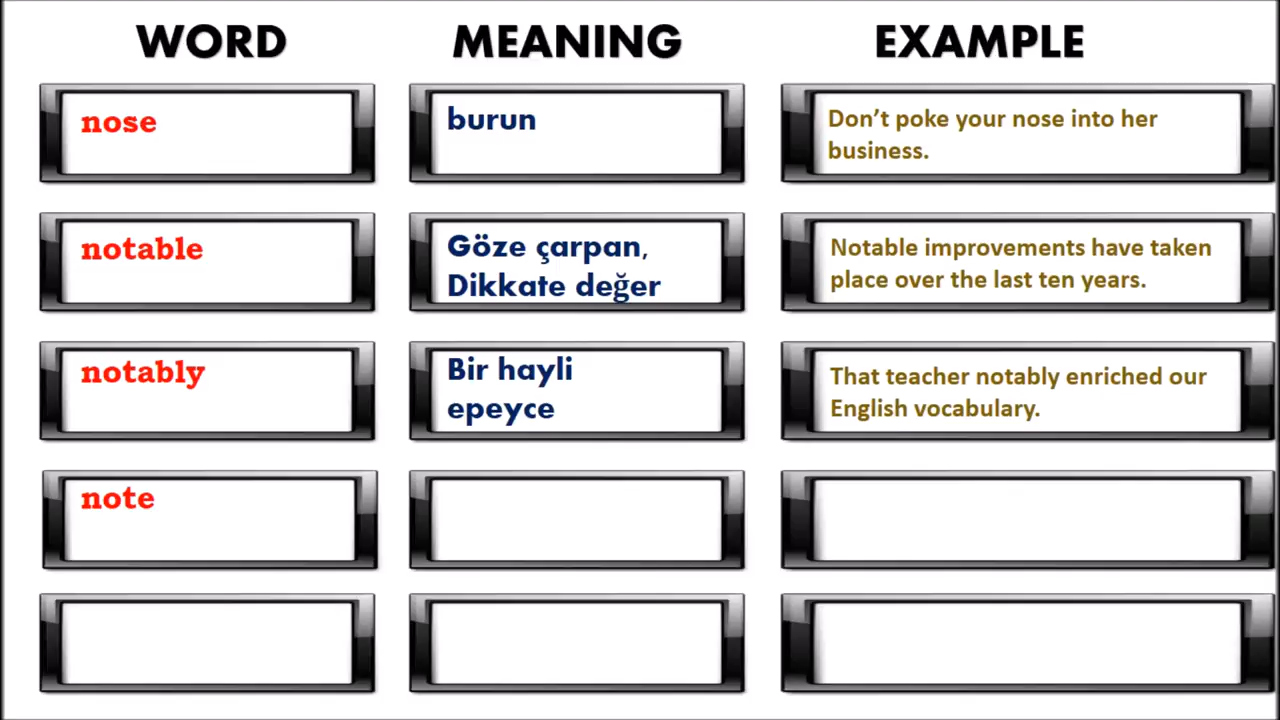 WORD MEANING EXAMPLE
nose
burun
Don’t poke your nose into her
business.
notable
Göze çarpan,
Dikkate değer
Notable improvements have taken
place over the last ten years.
notably
Bir hayli
epeyce
That teacher notably enriched our
English vocabulary.
note